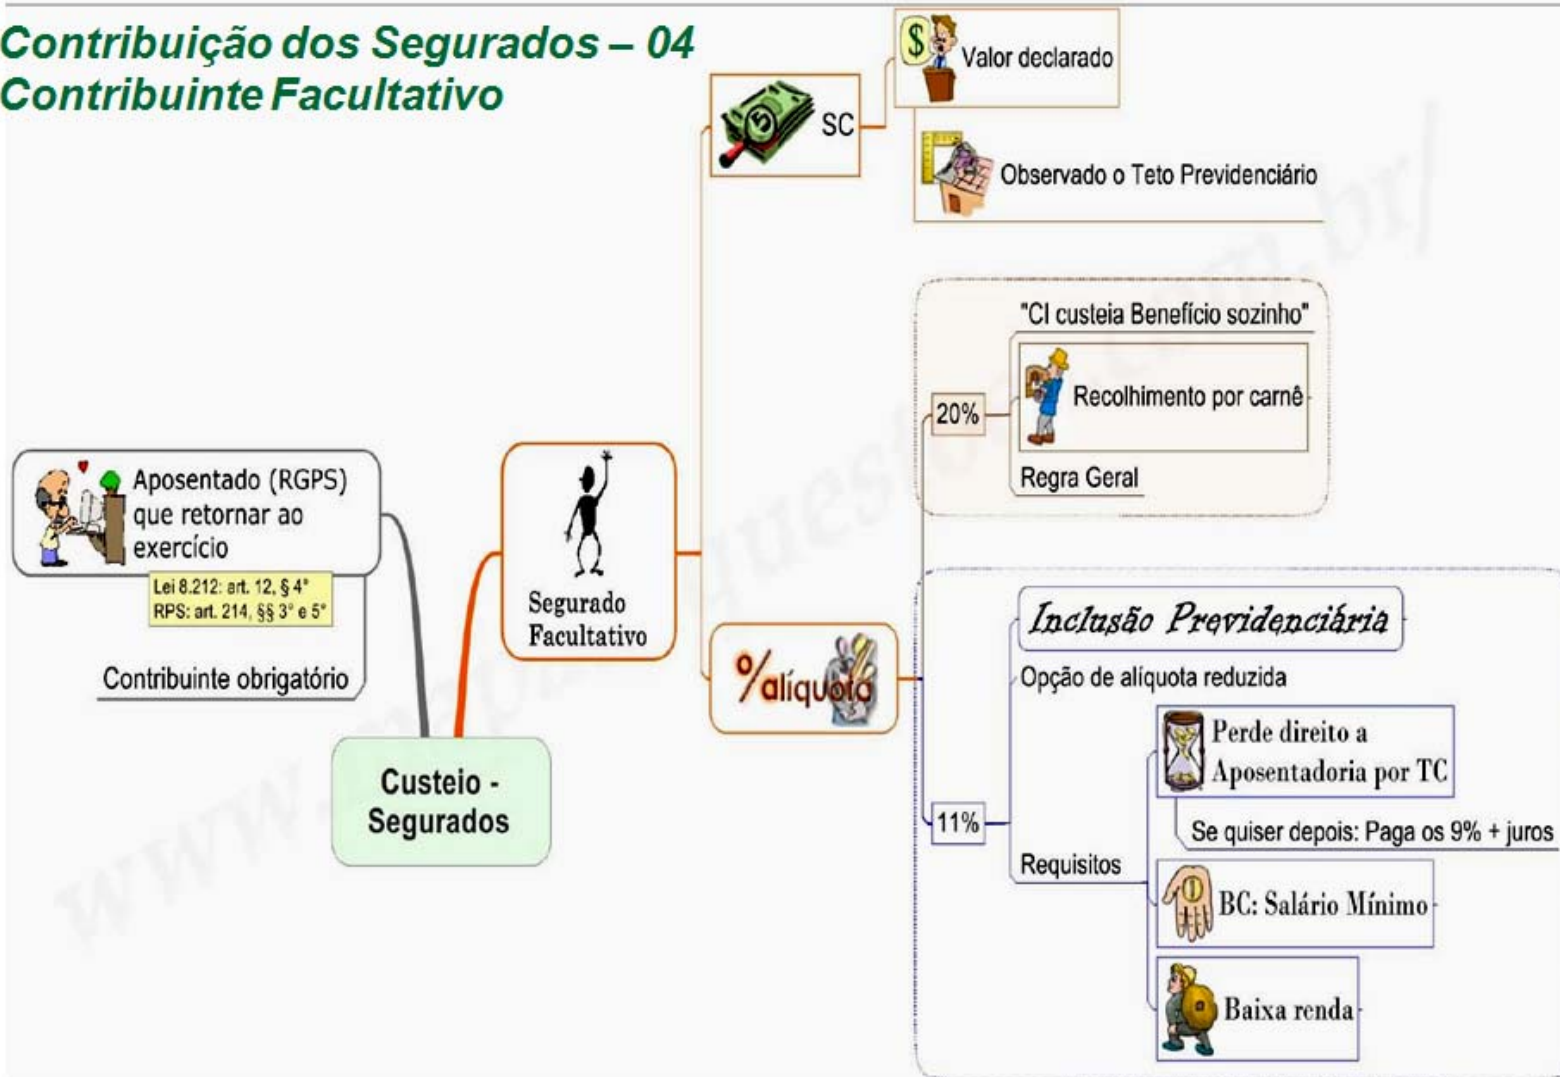 Contribuição dos Segurados – 04
Contribuinte Facultativo
SC
$
Valor declarado
Observado o Teto Previdenciário
"CI custeia Benefício sozinho"
20%
Recolhimento por carnê
Regra Geral
Aposentado (RGPS)
que retornar ao
exercício
Lei 8.212: art. 12, § 4°
RPS: art. 214, §§ 3° e 5°
Contribuinte obrigatório
Segurado
Facultativo
Custeio -
Segurados
%alíquota
Inclusão Previdenciária
Opção de alíquota reduzida
11%
Requisitos
Perde direito a
Aposentadoria por TC
Se quiser depois: Paga os 9% + juros
BC: Salário Mínimo
Baixa renda